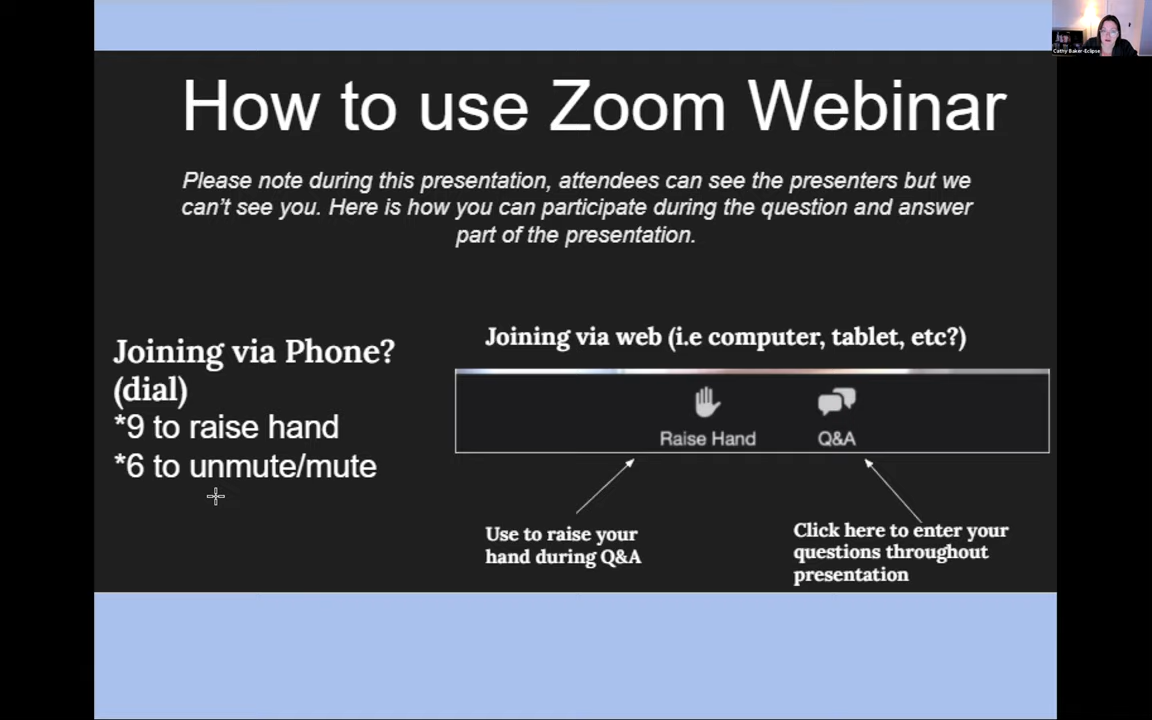 How to use Zoom Webinar
Please note during this presentation, attendees can see the presenters but we
can't see you. Here is how you can participate during the question and answer
part of the presentation.
Joining via Phone?
(dial)
*9 to raise hand
*6 to unmute/mute
Joining via web (i.e computer, tablet, etc?)
Raise Hand
Q&A
Use to raise your
hand during Q&A
Click here to enter your
questions throughout
presentation
Cathy Baker-Eclipse